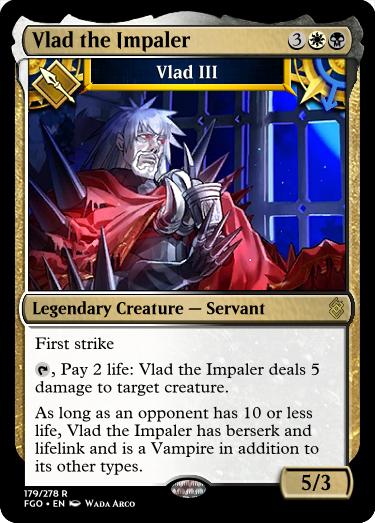 Vlad the Impaler 3
Vlad III
Legendary Creature — Servant
First strike
, Pay 2 life: Vlad the Impaler deals 5
damage to target creature.
As long as an opponent has 10 or less
life, Vlad the Impaler has berserk and
lifelink and is a Vampire in addition to
its other types.
5/3
179/278 R
FGO • EN Wada Arco